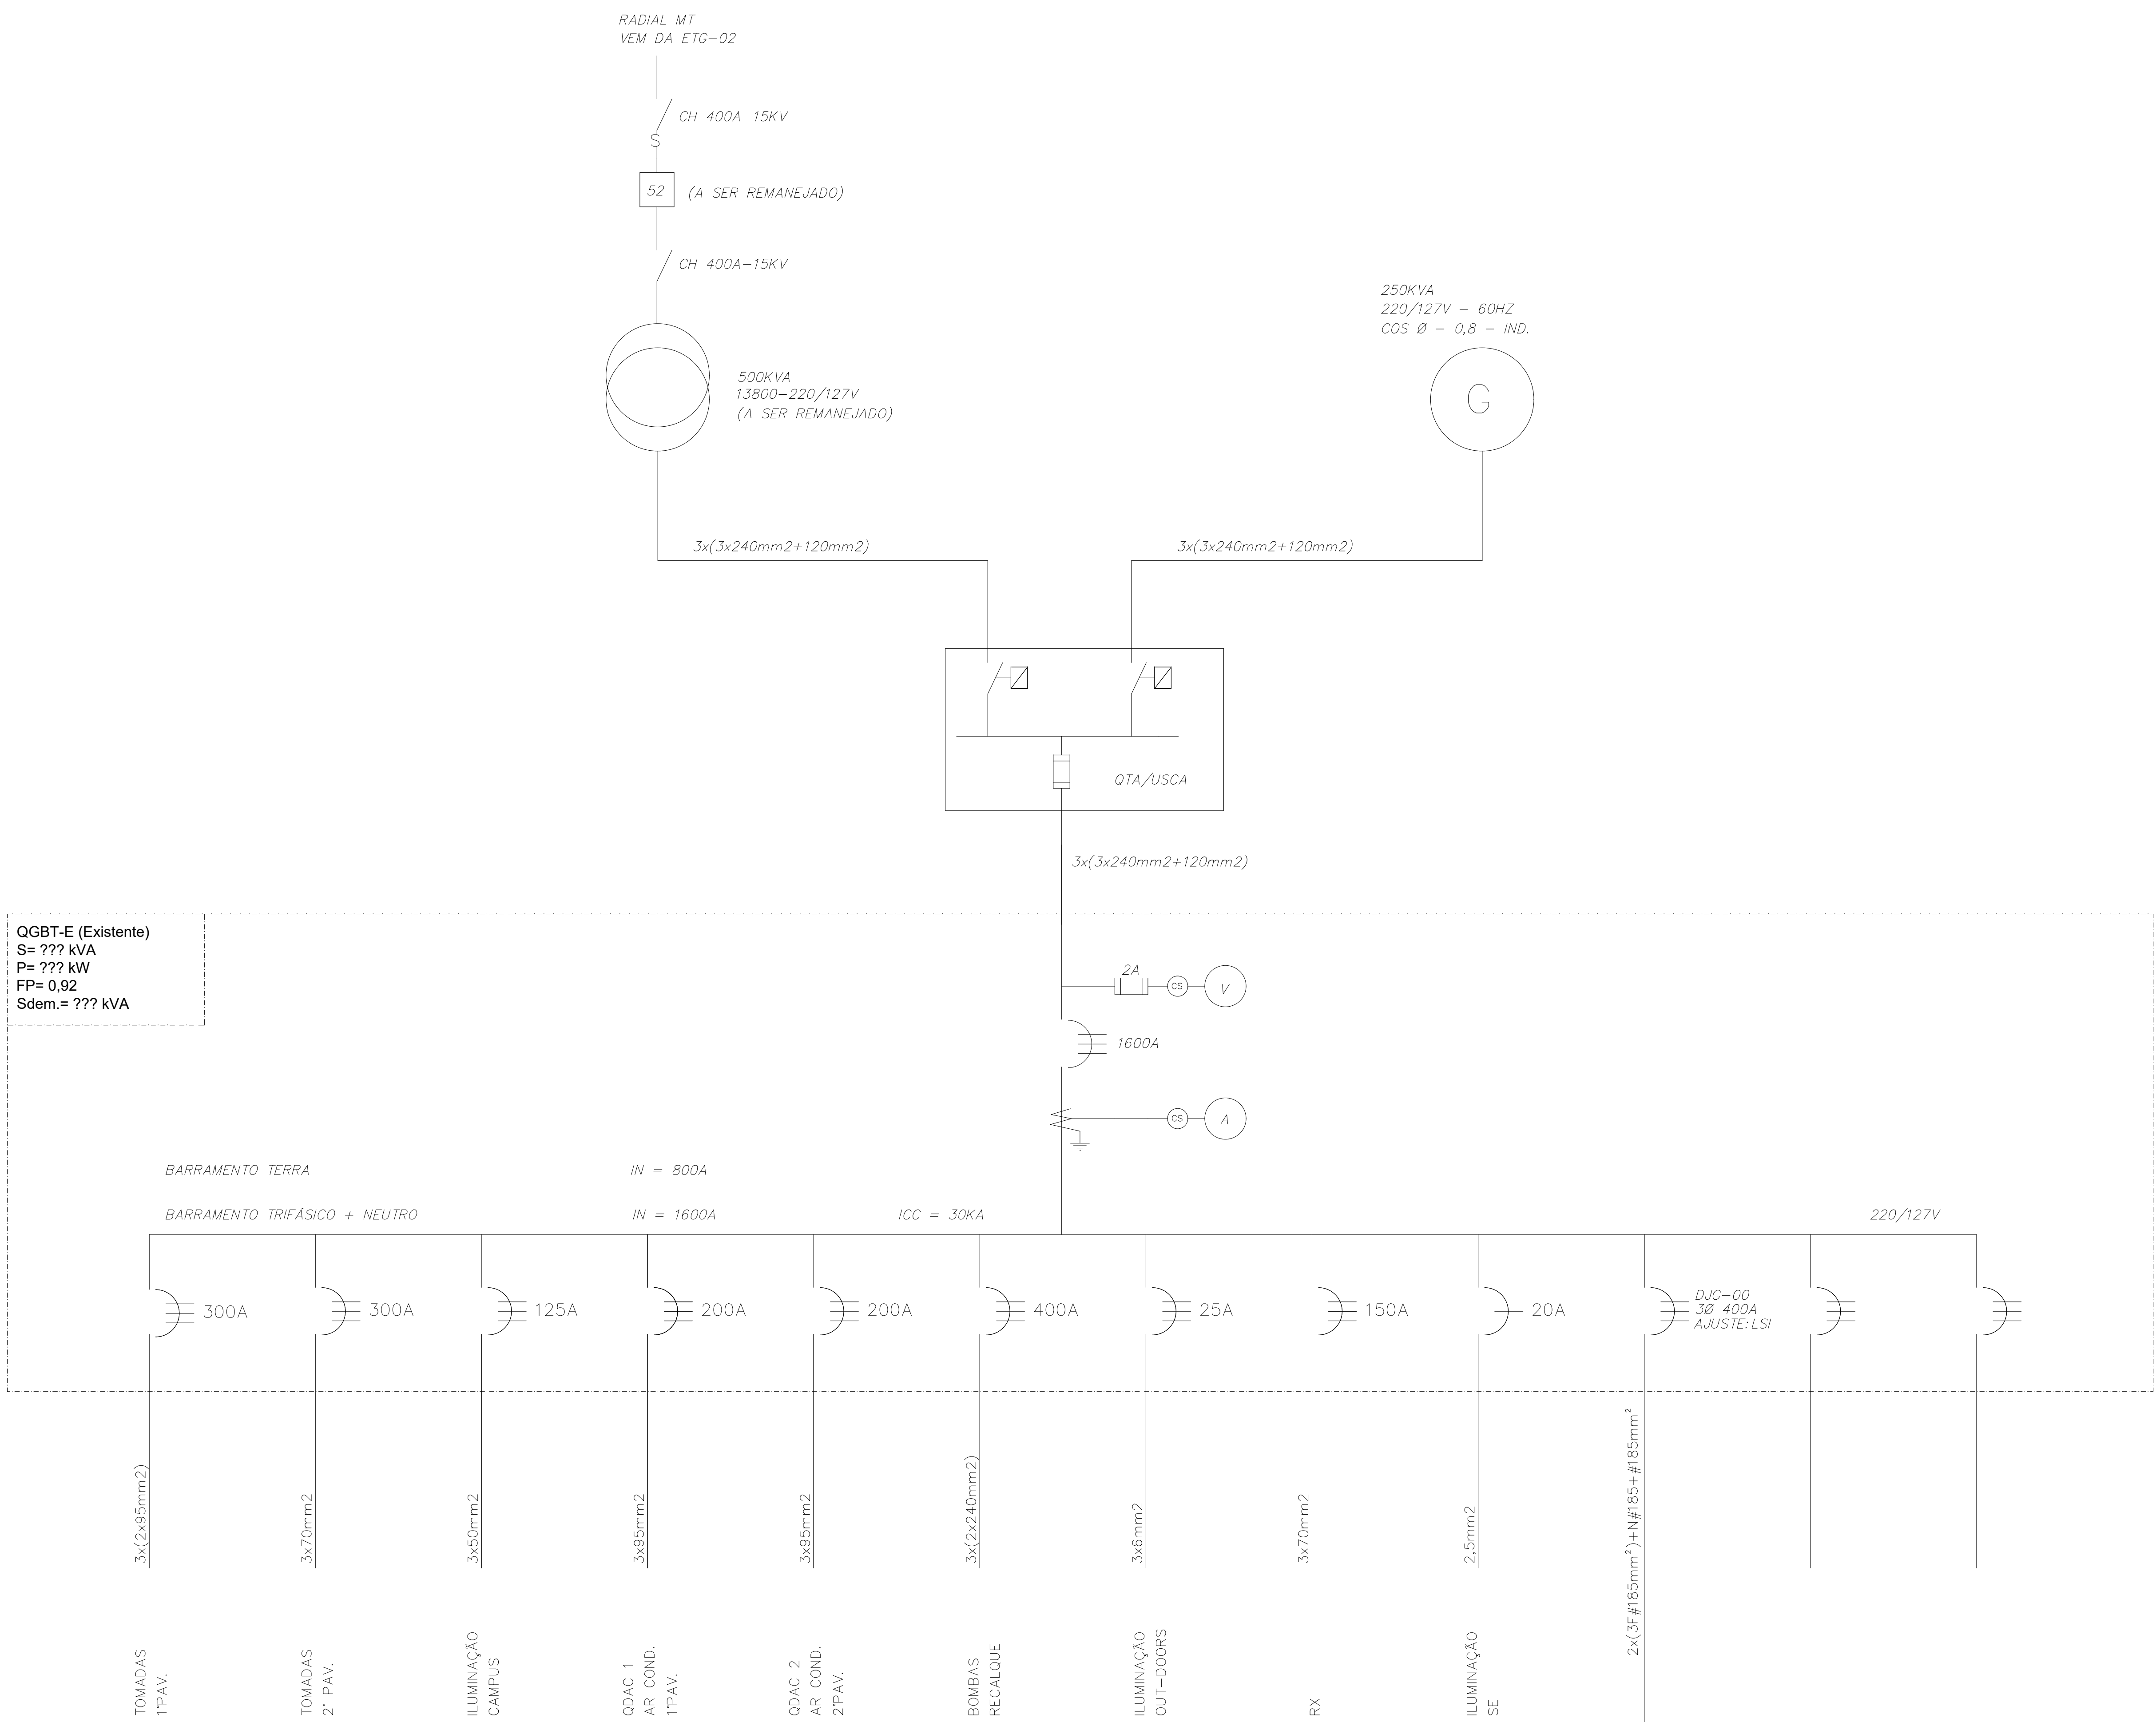 RADIAL MT
VEM DA ETG-02
CH 400A-15KV
S
52
(A SER REMANEJADO)
CH 400A-15KV
500KVA
13800-220/127V
(A SER REMANEJADO)
250KVA
220/127V - 60HZ
COS Ø - 0,8 - IND.
G
3x(3x240mm2+120mm2)
3x(3x240mm2+120mm2)
QTA/USCA
3x(3x240mm2+120mm2)
QGBT-E (Existente)
S= ??? kVA
P= ??? kW
FP= 0,92
Sdem.= ??? kVA
2A
CS
V
1600A
CS
A
BARRAMENTO TERRA
IN = 800A
BARRAMENTO TRIFÁSICO + NEUTRO
IN = 1600A
ICC = 30KA
220/127V
300A
300A
125A
200A
200A
400A
25A
150A
20A
DJG-00
3Ø 400A
AJUSTE:LSI
3x(2x95mm2)
3x70mm2
3x50mm2
3x95mm2
3x95mm2
3x(2x240mm2)
3x6mm2
3x70mm2
2,5mm2
2x(3F#185mm²)+N#185+#185mm²
TOMADAS
1°PAV.
TOMADAS
2° PAV.
ILUMINAÇÃO
CAMPUS
QDAC 1
AR COND.
1°PAV.
QDAC 2
AR COND.
2°PAV.
BOMBAS
RECALQUE
ILUMINAÇÃO
OUT-DOORS
RX
ILUMINAÇÃO
SE